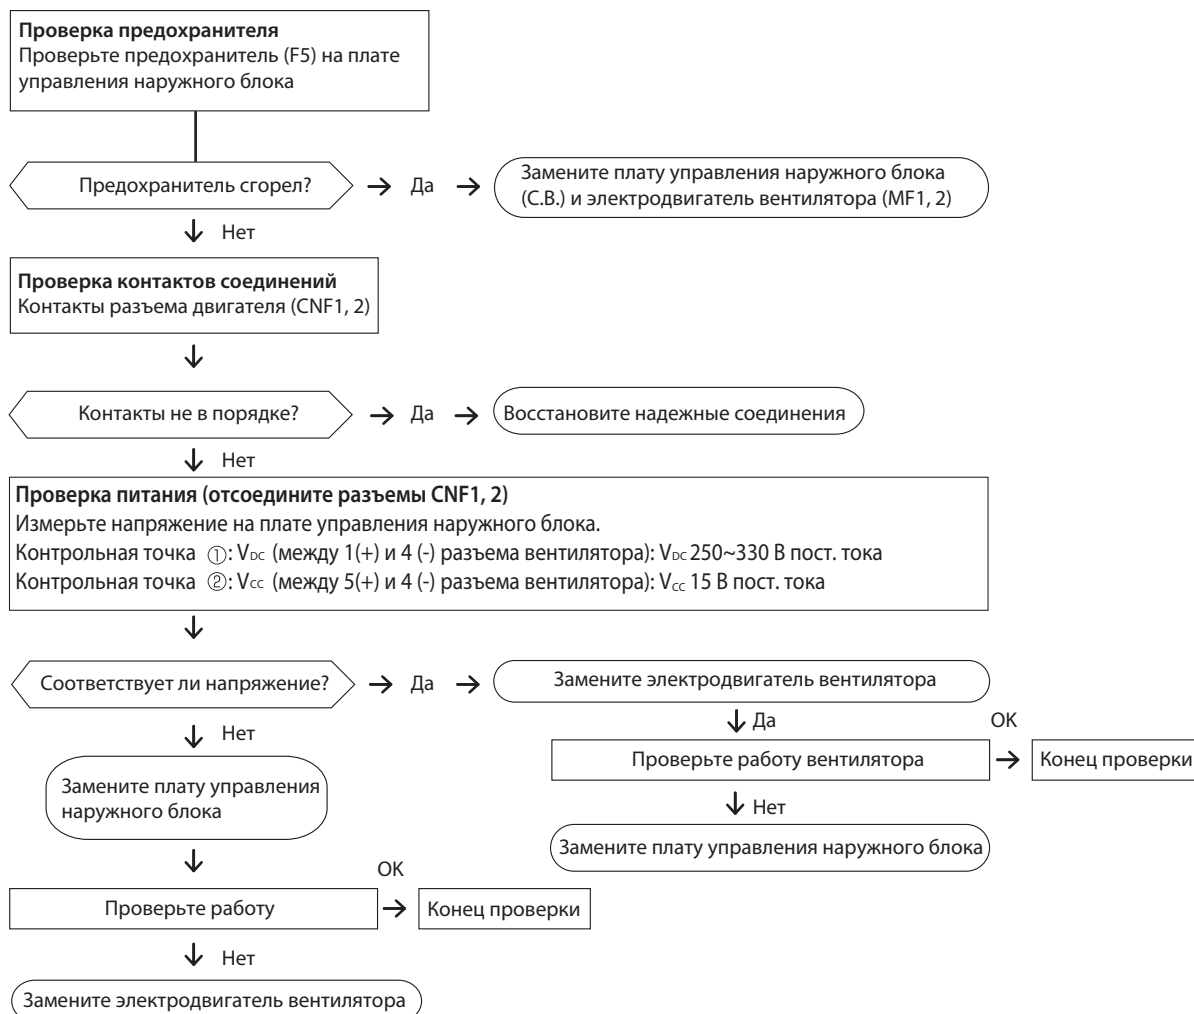 Проверка предохранителя
Проверьте предохранитель (F5) на плате
управления наружного блока
Предохранитель сгорел?
Да
Замените плату управления наружного блока
(C.B.) и электродвигатель вентилятора (MF1, 2)
Нет
Проверка контактов соединений
Контакты разъема двигателя (CNF1, 2)
Контакты не в порядке?
Да
Восстановите надежные соединения
Нет
Проверка питания (отсоедините разъемы CNF1, 2)
Измерьте напряжение на плате управления наружного блока.
Контрольная точка ①: VDC (между 1(+) и 4 (-) разъема вентилятора): VDC 250~330 В пост. тока
Контрольная точка ②: Vcc (между 5(+) и 4 (-) разъема вентилятора): Vcc 15 В пост. тока
Соответствует ли напряжение?
Да
Замените электродвигатель вентилятора
Нет
Да
OK
Проверьте работу вентилятора
Конец проверки
Замените плату управления
наружного блока
Нет
Замените плату управления наружного блока
OK
Проверьте работу
Конец проверки
Нет
Замените электродвигатель вентилятора